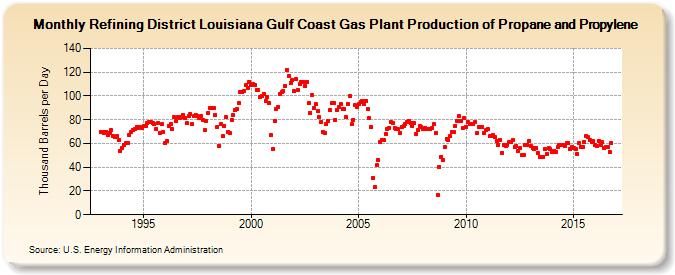 Monthly Refining District Louisiana Gulf Coast Gas Plant Production of Propane and Propylene
Thousand Barrels per Day
140
120
100
80
60
40
20
0
1995 2000 2005 2010 2015
Source: U.S. Energy Information Administration